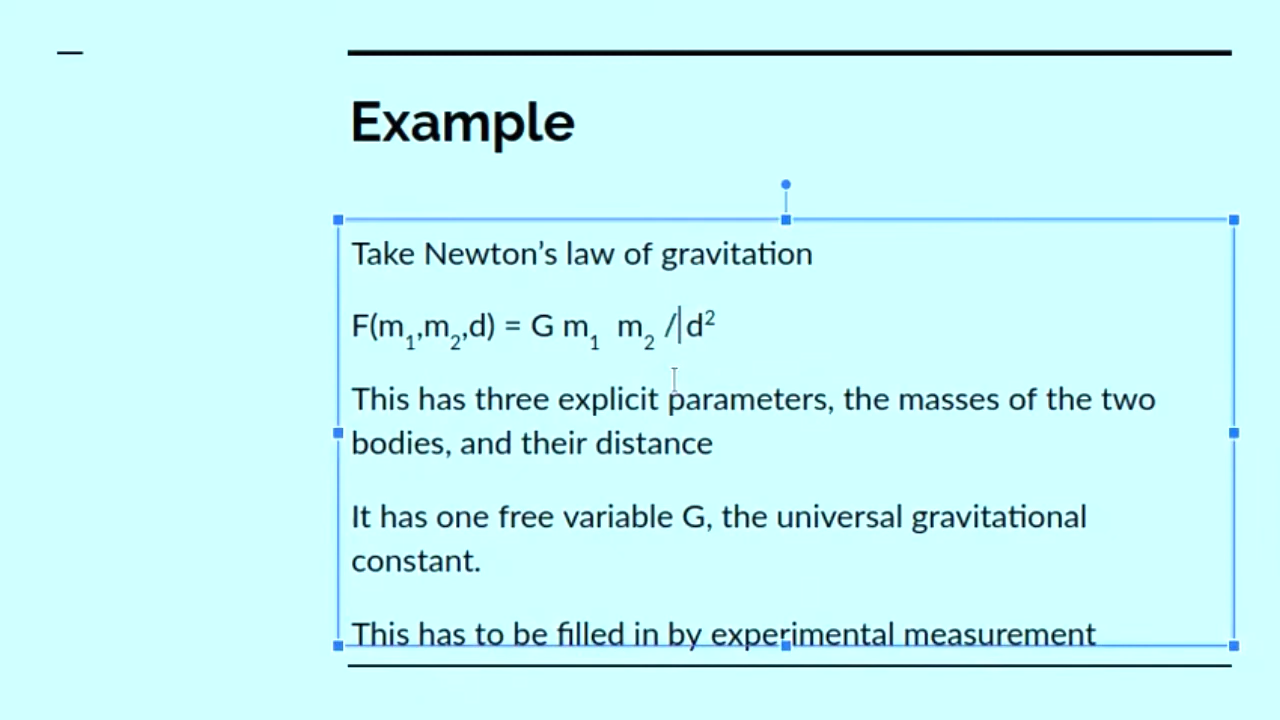 Example
Take Newton’s law of gravitation
F(m₁,m₂,d) = G m₁ m₂ / d²
This has three explicit parameters, the masses of the two
bodies, and their distance
It has one free variable G, the universal gravitational
constant.
This has to be filled in by experimental measurement